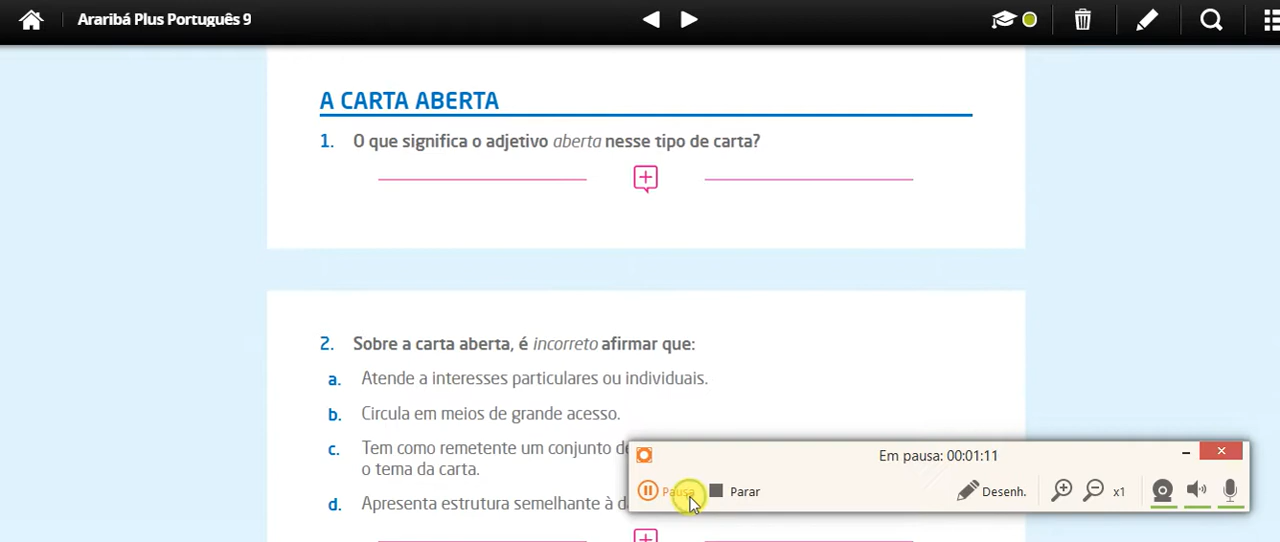 Araribá Plus Português 9
A CARTA ABERTA
1. O que significa o adjetivo aberta nesse tipo de carta?
2. Sobre a carta aberta, é incorreto afirmar que:
a. Atende a interesses particulares ou individuais.
b. Circula em meios de grande acesso.
c. Tem como remetente um conjunto de
o tema da carta.
d. Apresenta estrutura semelhante à d
Em pausa: 00:01:11
Pausa Parar Desenh. x1